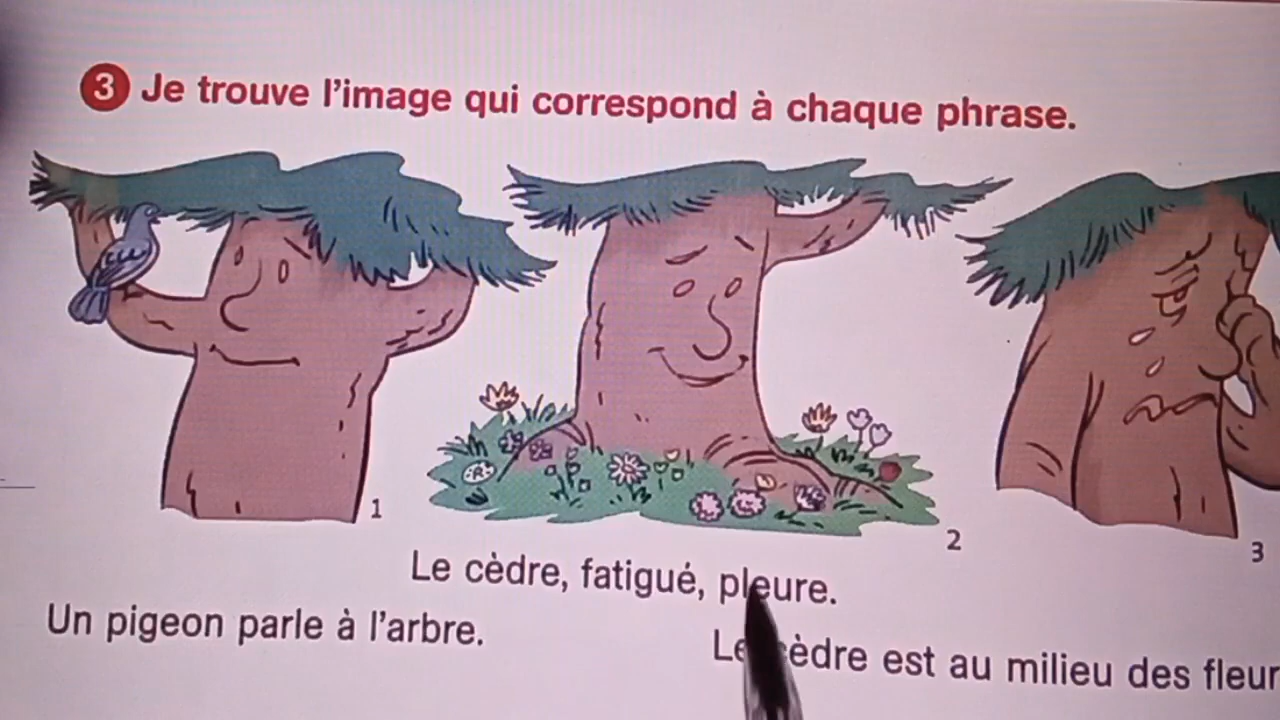 3 Je trouve l'image qui correspond à chaque phrase.
1
2
3
Le cèdre, fatigué, pleure.
Un pigeon parle à l'arbre.
Le cèdre est au milieu des fleur